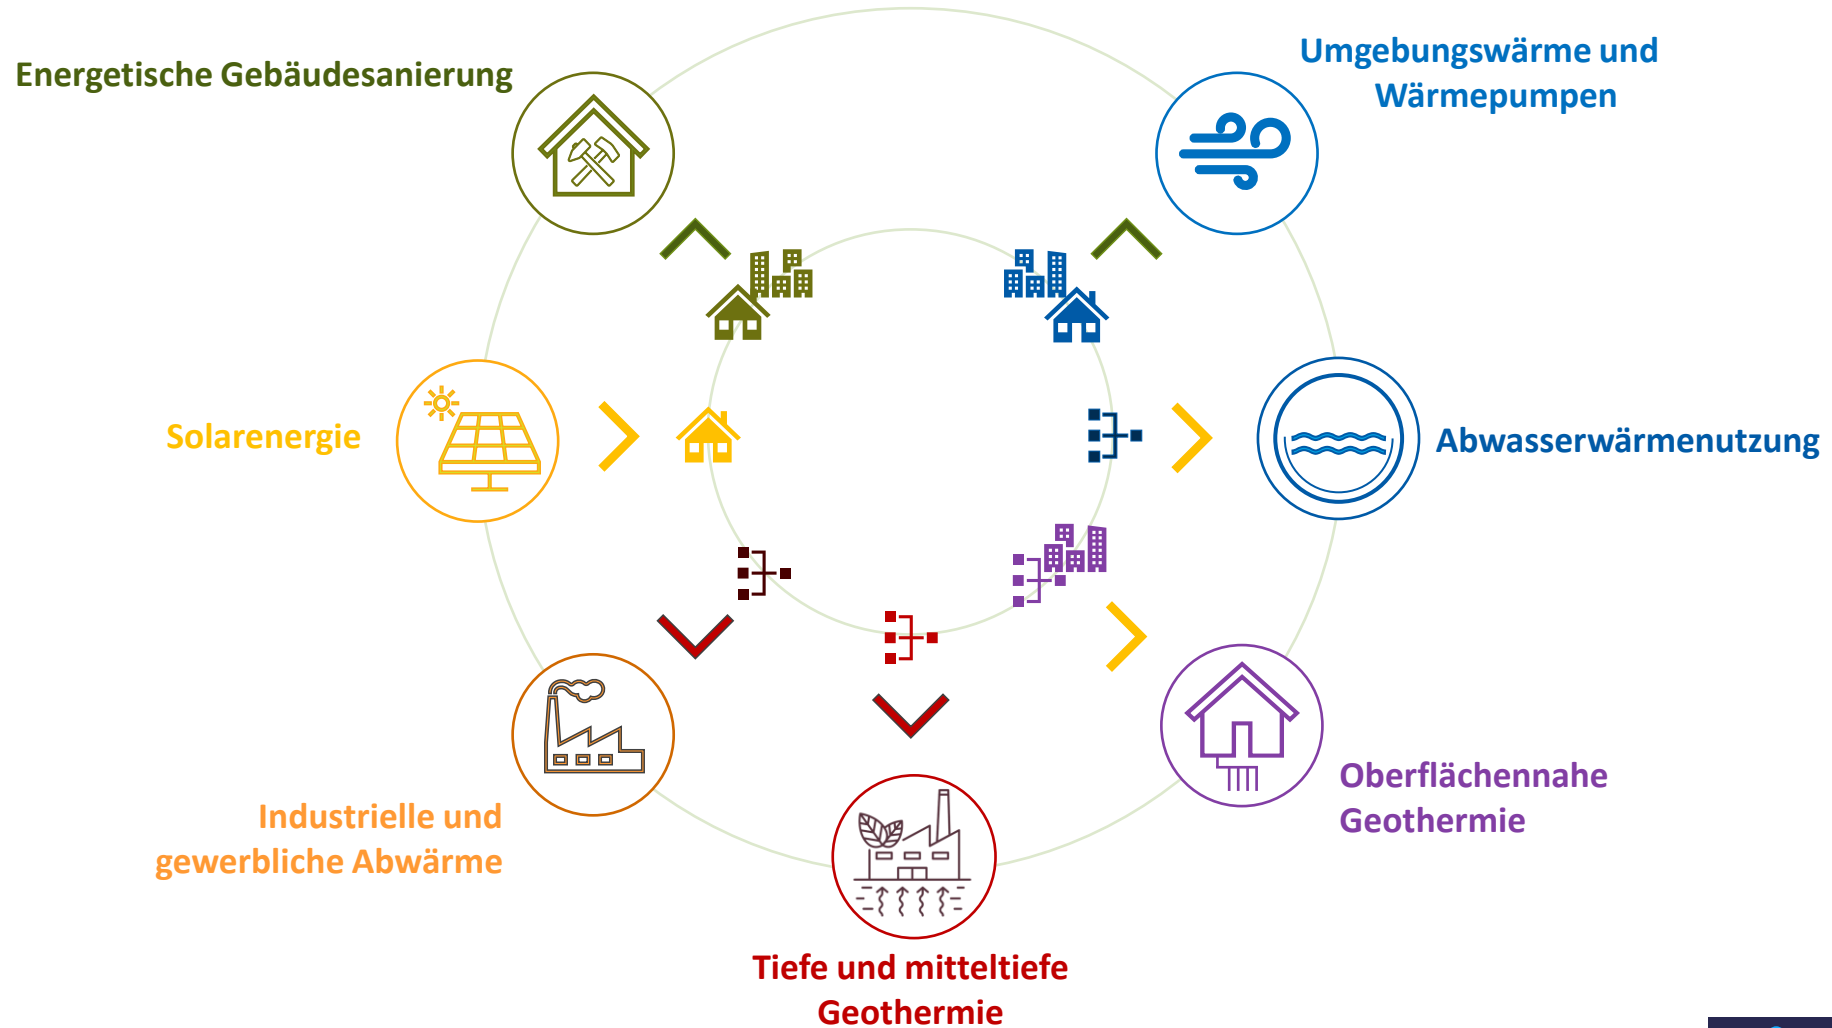 Energetische Gebäudesanierung
Umgebungswärme und
Wärmepumpen
Solarenergie
Abwasserwärmenutzung
Industrielle und
gewerbliche Abwärme
Oberflächennahe
Geothermie
Tiefe und mitteltiefe
Geothermie